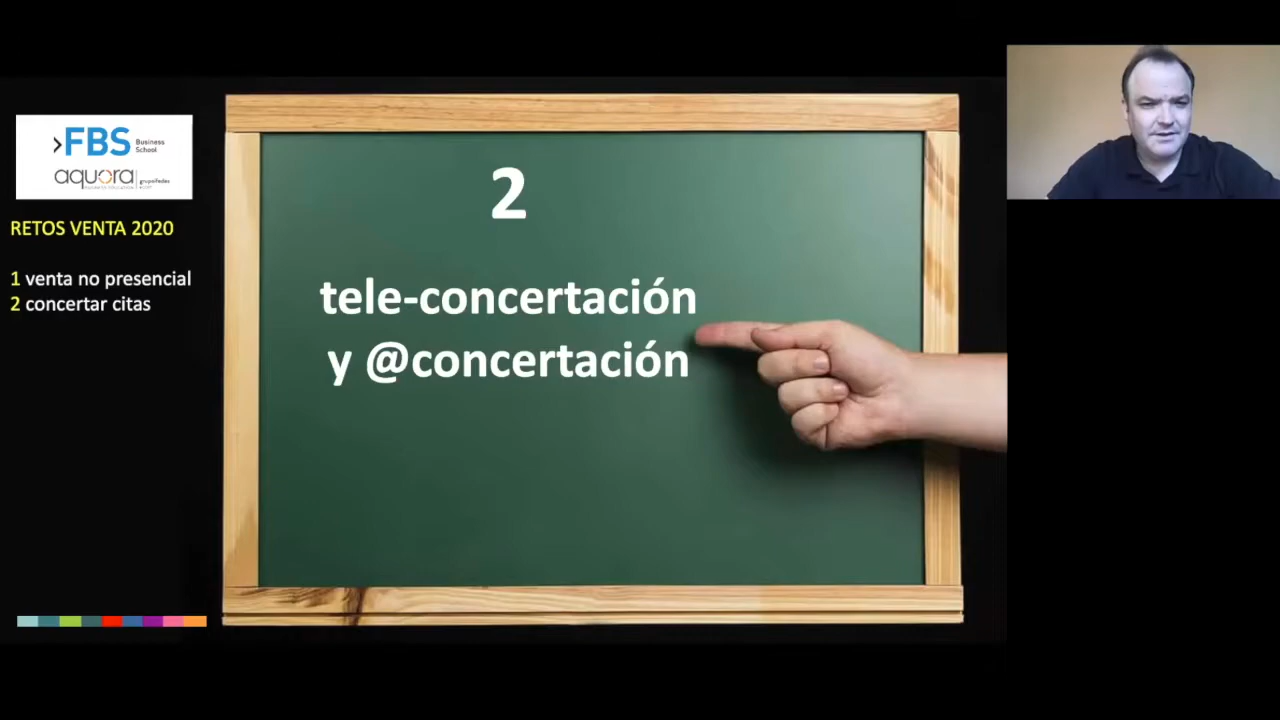 FBS Business School
aquora
RETOS VENTA 2020
1 venta no presencial
2 concertar citas
2
tele-concertación
y @concertación